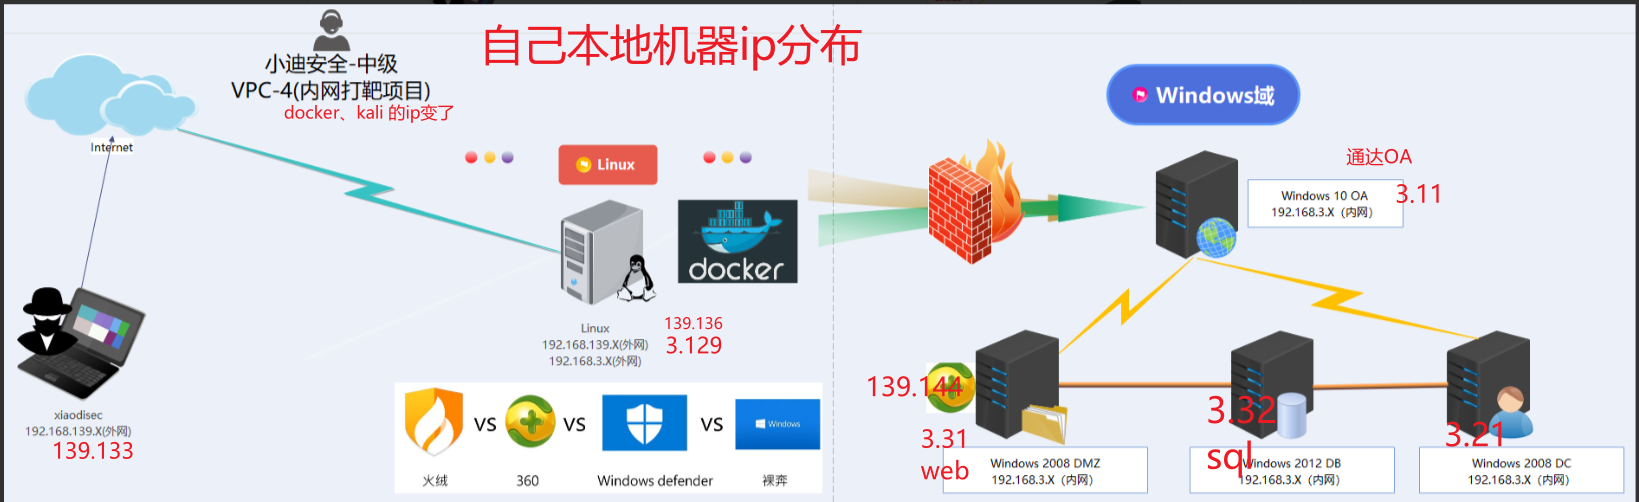 自己本地机器ip分布
小迪安全-中级
VPC-4(内网打靶项目)
docker、kali 的ip变了
Internet
Linux
docker
Linux
192.168.139.X(外网)
192.168.3.X(外网)
139.136
3.129
xiaodisec
192.168.139.X(外网)
139.133
VS
VS
VS
Windows
火绒
360
Windows defender
裸奔
Windows域
通达OA
Windows 10 OA
192.168.3.X（内网）
3.11
139.144
3.31
web
Windows 2008 DMZ
192.168.3.X（内网）
3.32
sql
Windows 2012 DB
192.168.3.X（内网）
3.21
Windows 2008 DC
192.168.3.X（内网）